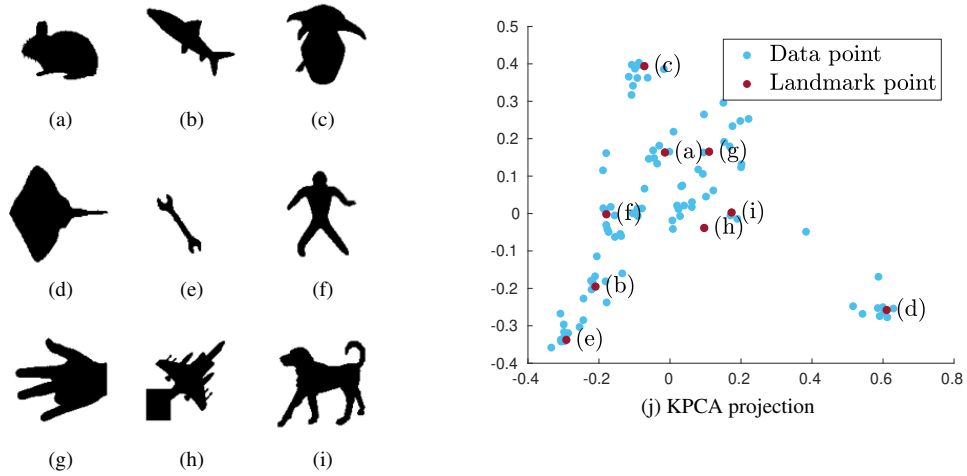 (a) (b) (c)
(d) (e) (f)
(g) (h) (i)
0.5
0.4
0.3
0.2
0.1
0
-0.1
-0.2
-0.3
-0.4
-0.4 -0.2 0 0.2 0.4 0.6 0.8
Data point
Landmark point
(c)
(a)
(g)
(f)
(i)
(h)
(b)
(d)
(e)
(j) KPCA projection